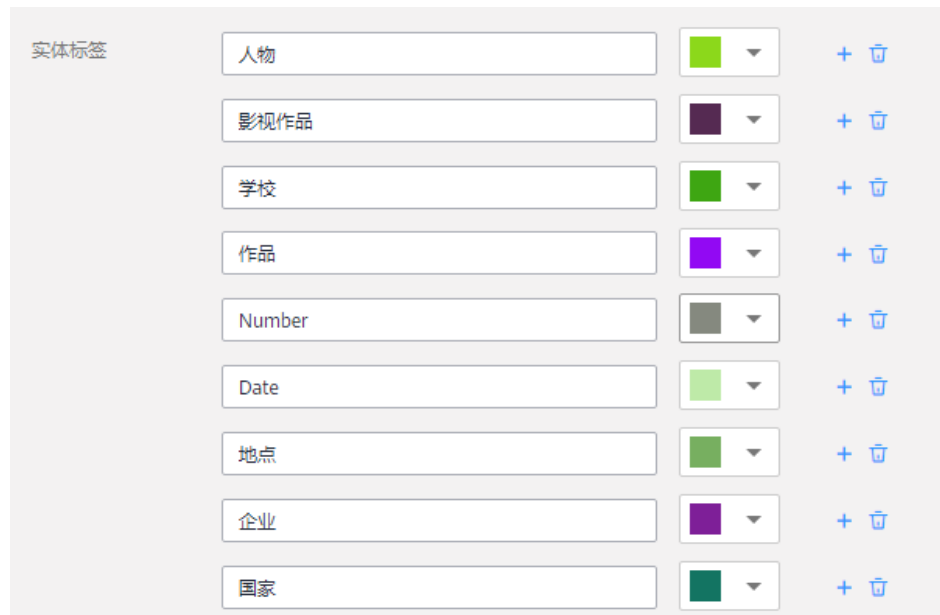 实体标签
人物
影视作品
学校
作品
Number
Date
地点
企业
国家